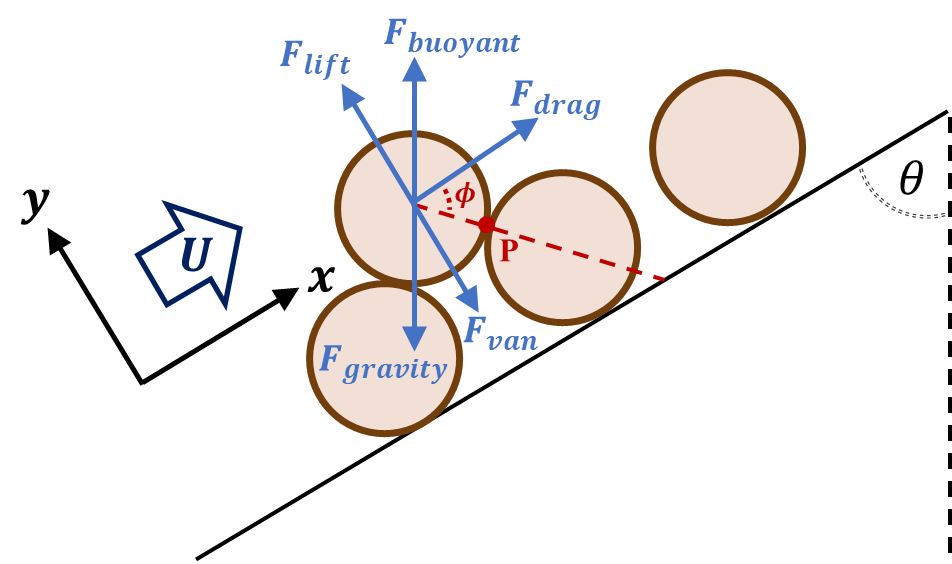 F_buoyant
F_lift
F_drag
y
ϕ
θ
U
P
x
F_van
F_gravity